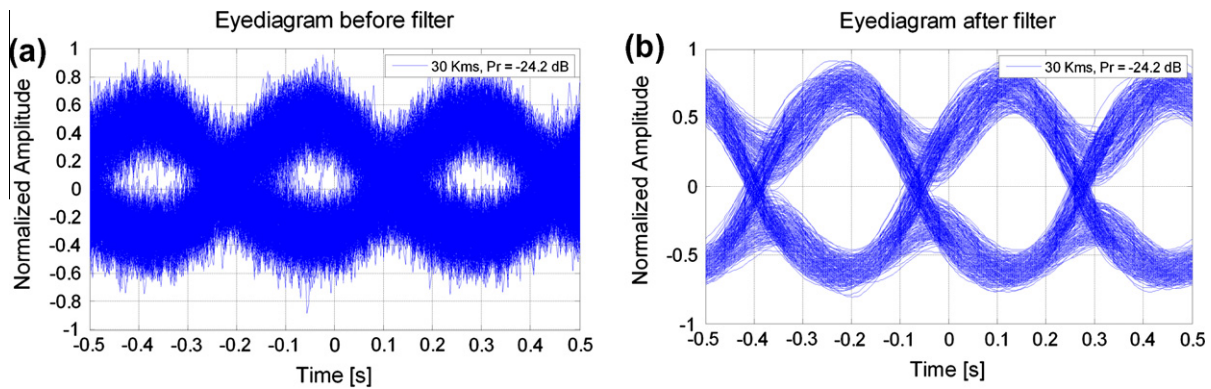 Eyediagram before filter
(a)
30 Kms, Pr = -24.2 dB
Normalized Amplitude
1
0.8
0.6
0.4
0.2
0
-0.2
-0.4
-0.6
-0.8
-1
-0.5 -0.4 -0.3 -0.2 -0.1 0 0.1 0.2 0.3 0.4 0.5
Time [s]
Eyediagram after filter
(b)
30 Kms, Pr = -24.2 dB
Normalized Amplitude
1
0.5
0
-0.5
-1
-0.5 -0.4 -0.3 -0.2 -0.1 0 0.1 0.2 0.3 0.4 0.5
Time [s]